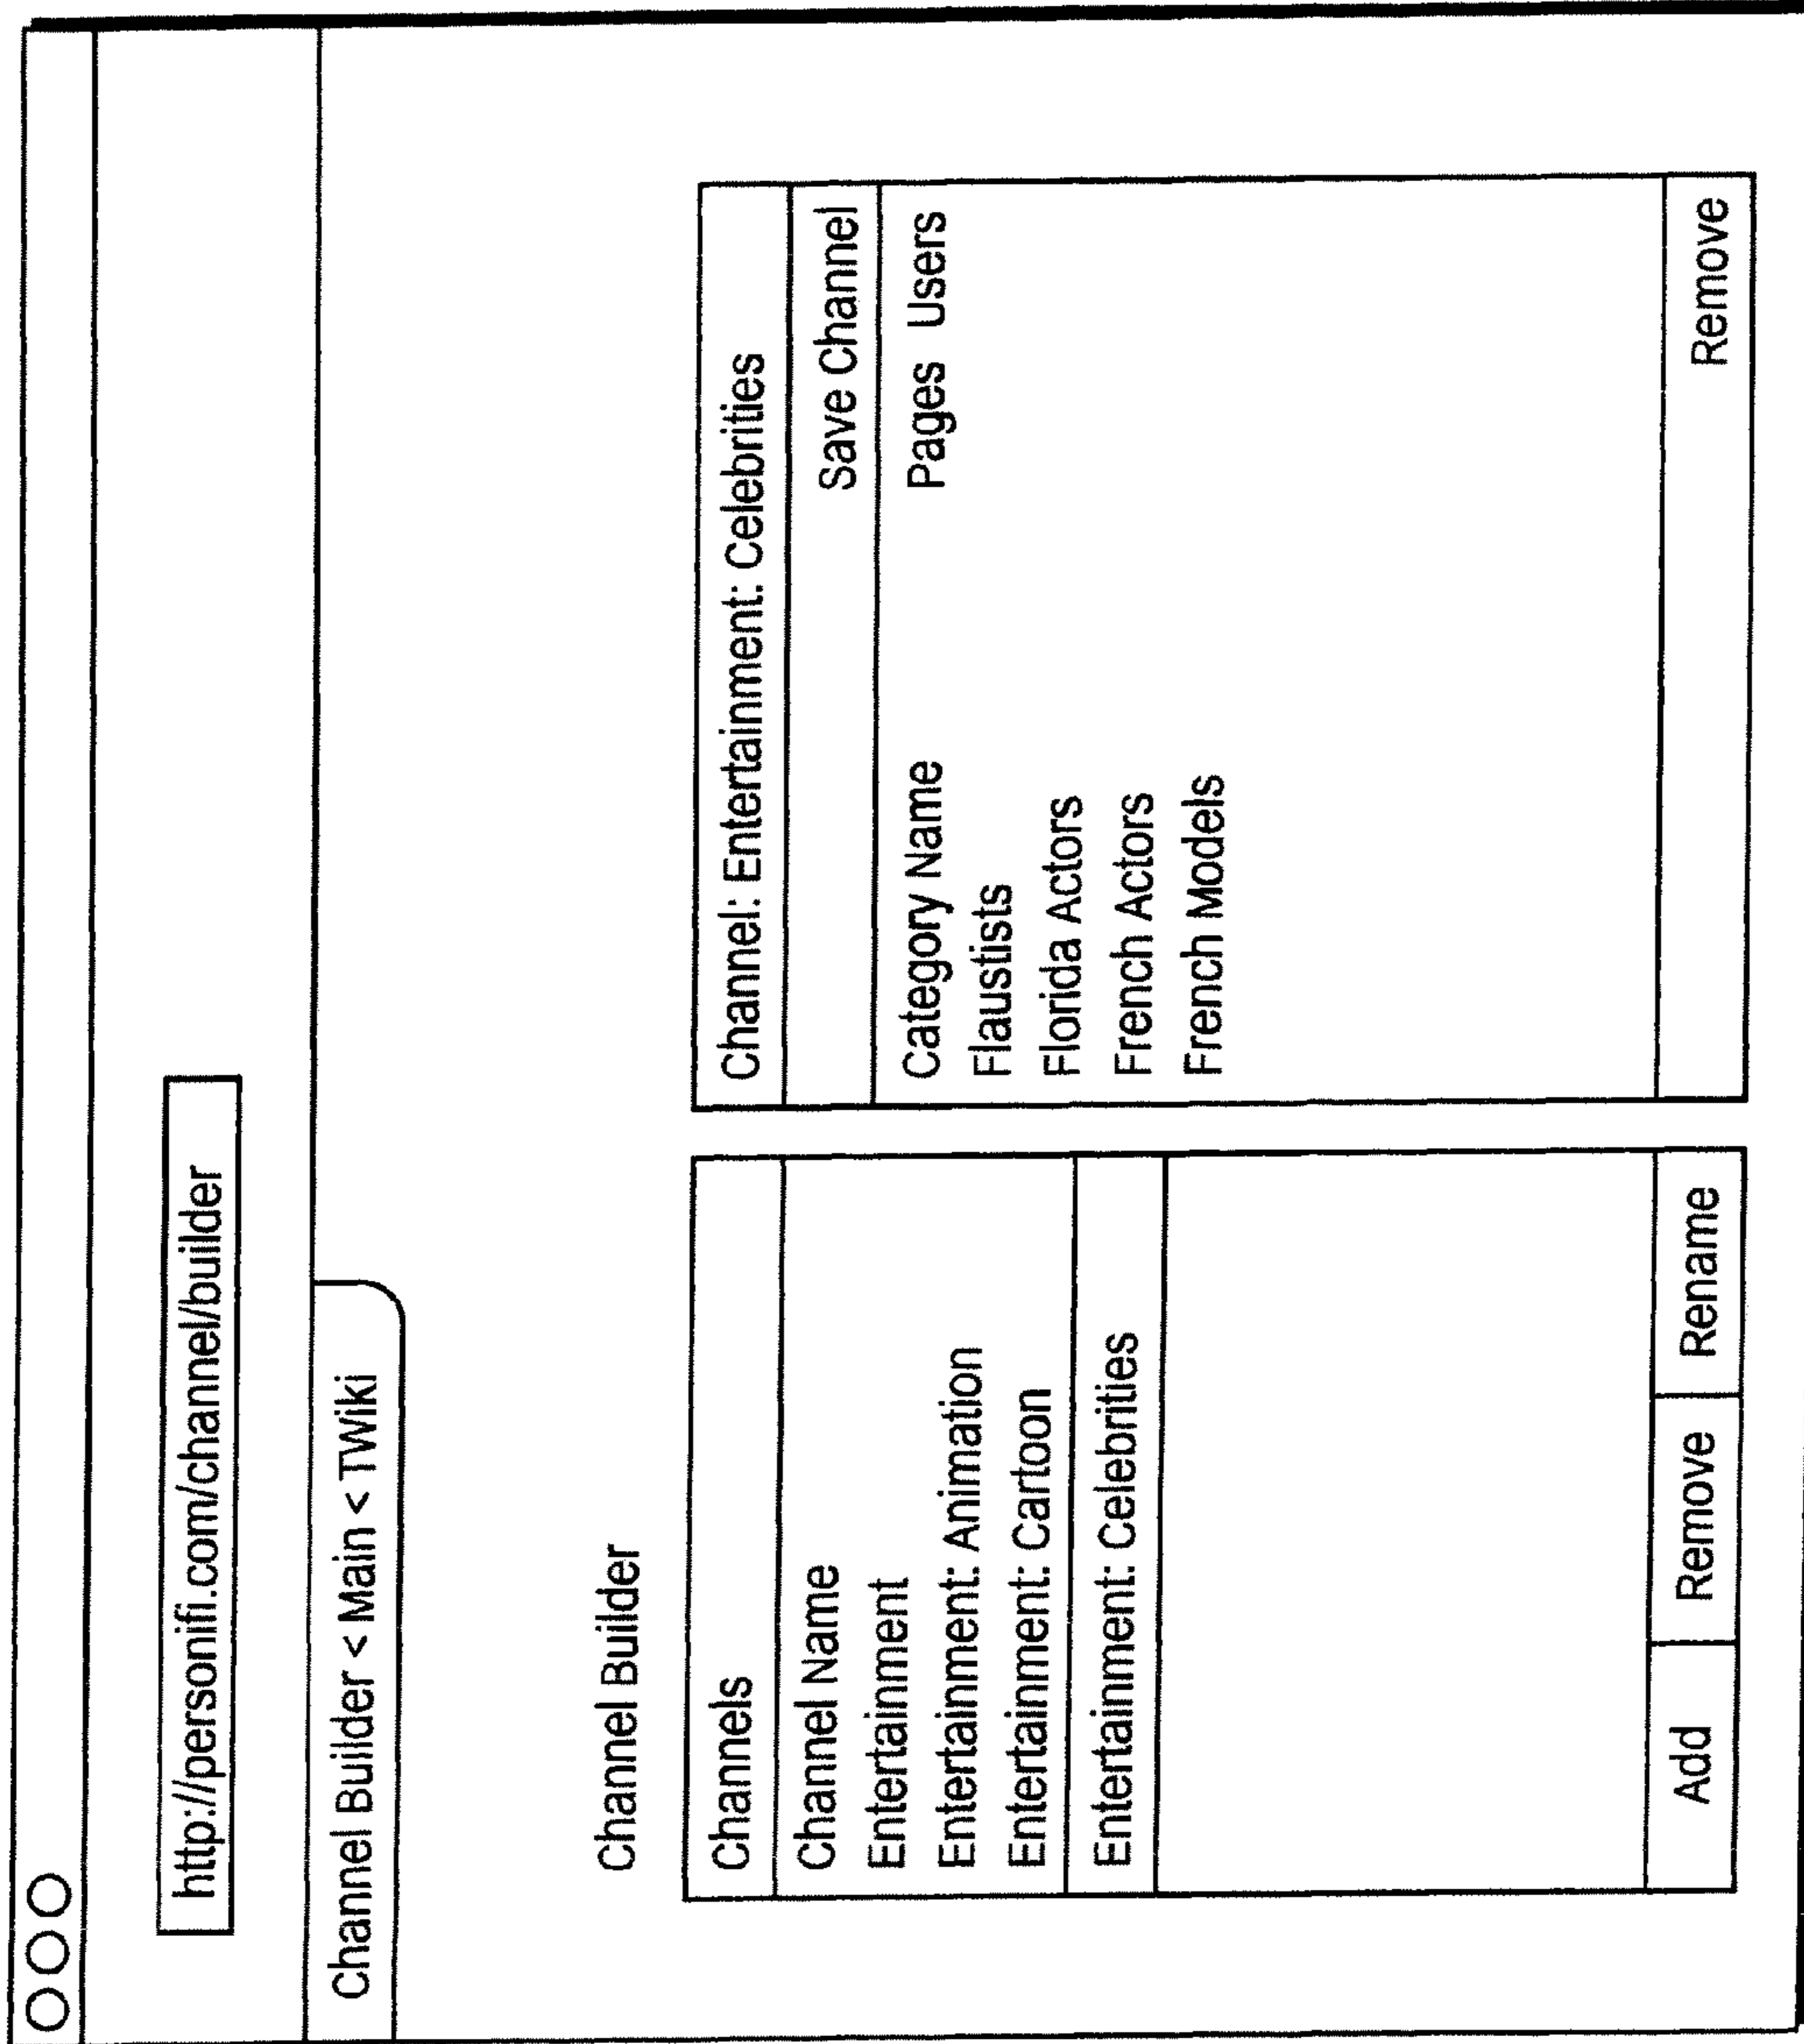 http://personifi.com/channel/builder
Channel Builder < Main < TWiki
Channel Builder
Channels
Channel Name
Entertainment
Entertainment: Animation
Entertainment: Cartoon
Entertainment: Celebrities
Add Remove Rename
Channel: Entertainment: Celebrities
Save Channel
Category Name Pages Users
Flaustists
Florida Actors
French Actors
French Models
Remove